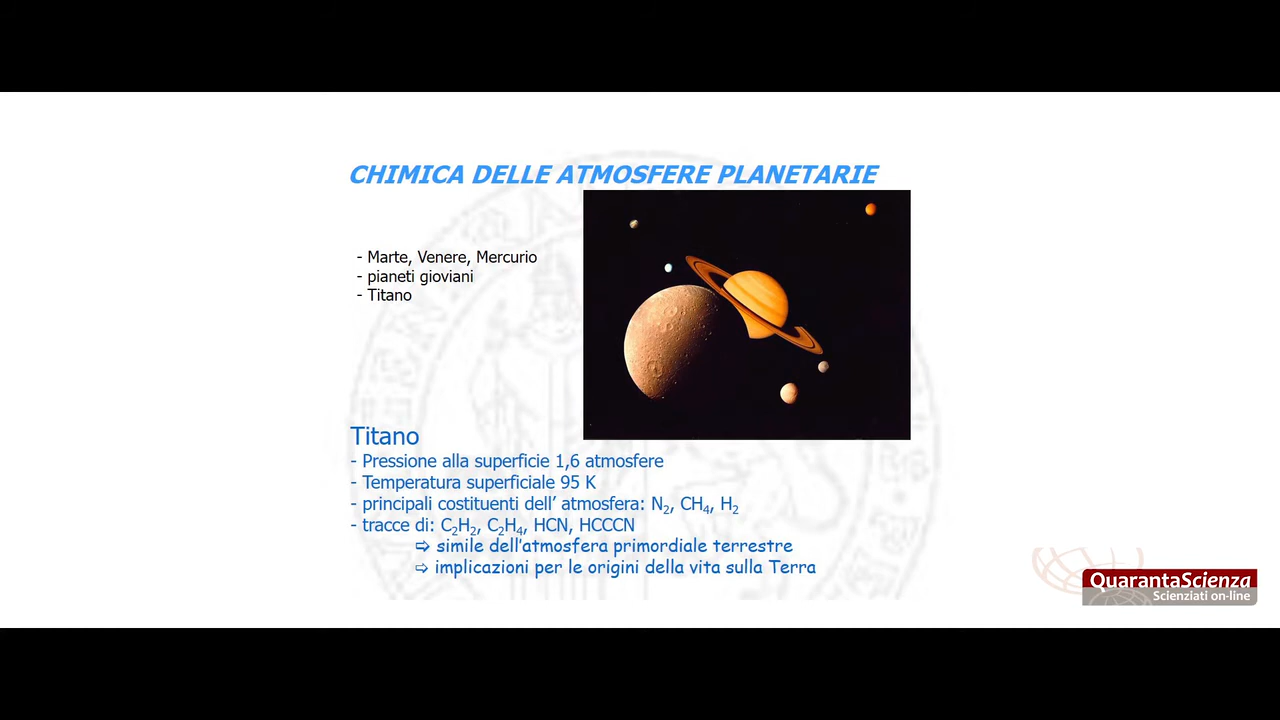 CHIMICA DELLE ATMOSFERE PLANETARIE
- Marte, Venere, Mercurio
- pianeti gioviani
- Titano
Titano
- Pressione alla superficie 1,6 atmosfere
- Temperatura superficiale 95 K
- principali costituenti dell' atmosfera: N₂, CH₄, H₂
- tracce di: C₂H₂, C₂H₄, HCN, HCCCN
⇨ simile dell'atmosfera primordiale terrestre
⇨ implicazioni per le origini della vita sulla Terra
QuarantaScienza
Scienziati on-line